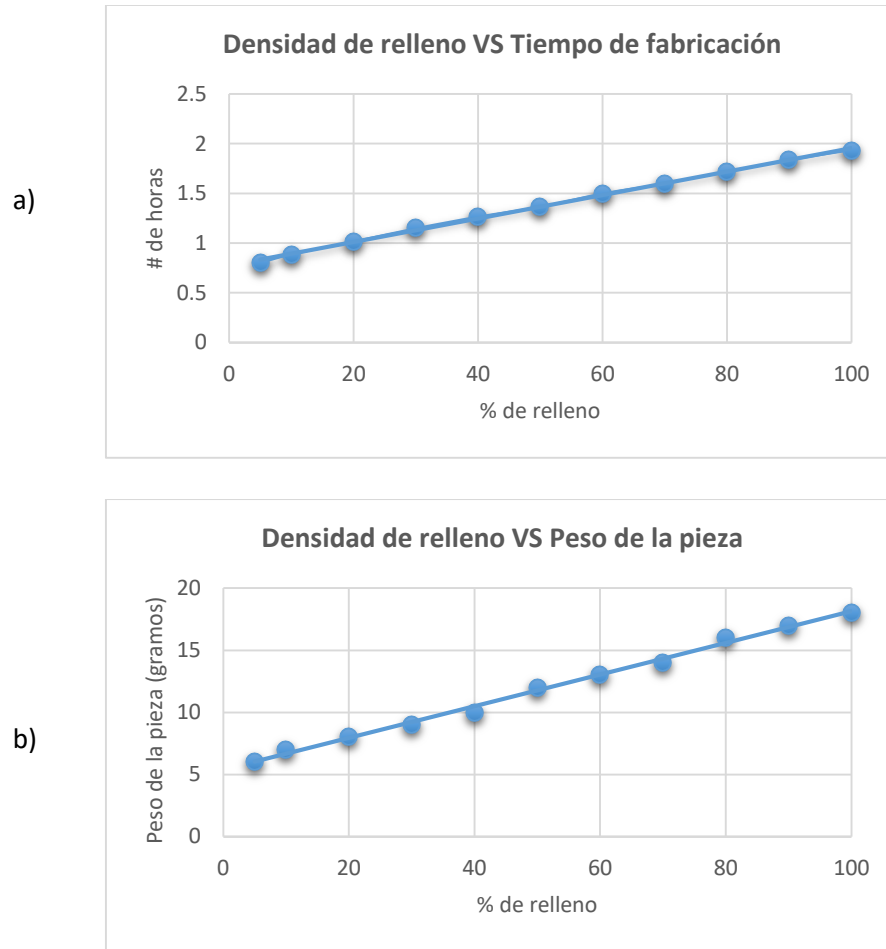 a)
Densidad de relleno VS Tiempo de fabricación
# de horas
2.5
2
1.5
1
0.5
0
0 20 40 60 80 100
% de relleno
b)
Densidad de relleno VS Peso de la pieza
Peso de la pieza (gramos)
20
15
10
5
0
0 20 40 60 80 100
% de relleno